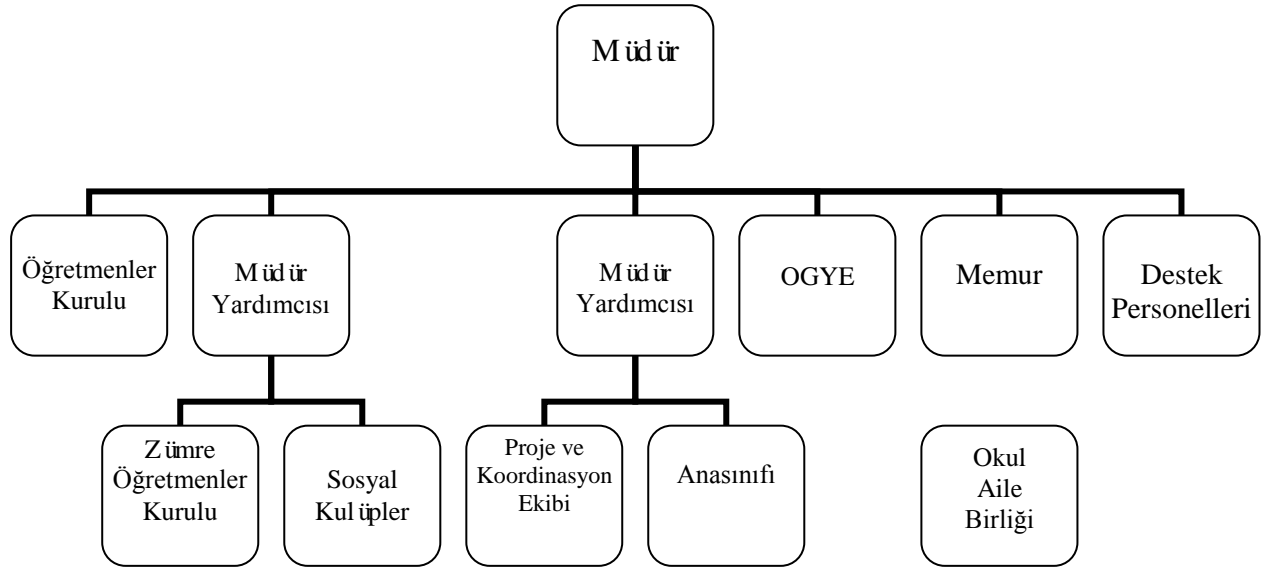 Müdür
Öğretmenler
Kurulu
Müdür
Yardımcısı
Müdür
Yardımcısı
OGYE
Memur
Destek
Personelleri
Zümre
Öğretmenler
Kurulu
Sosyal
Kulüpler
Proje ve
Koordinasyon
Ekibi
Anasınıfı
Okul
Aile
Birliği